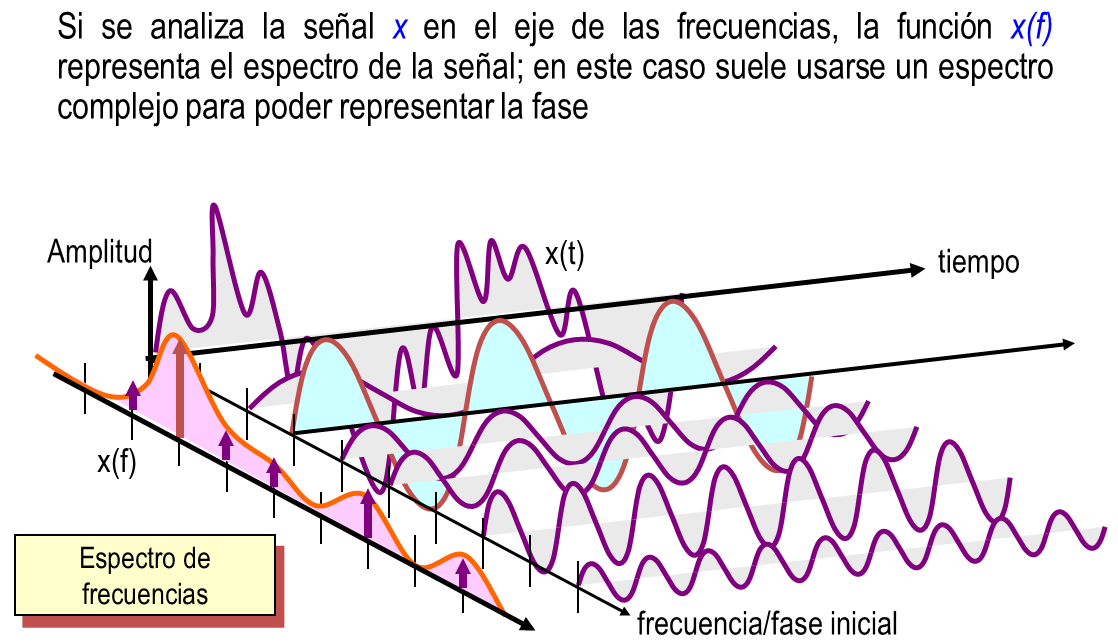 Si se analiza la señal x en el eje de las frecuencias, la función x(f)
representa el espectro de la señal; en este caso suele usarse un espectro
complejo para poder representar la fase
Amplitud
x(t)
tiempo
x(f)
Espectro de
frecuencias
frecuencia/fase inicial